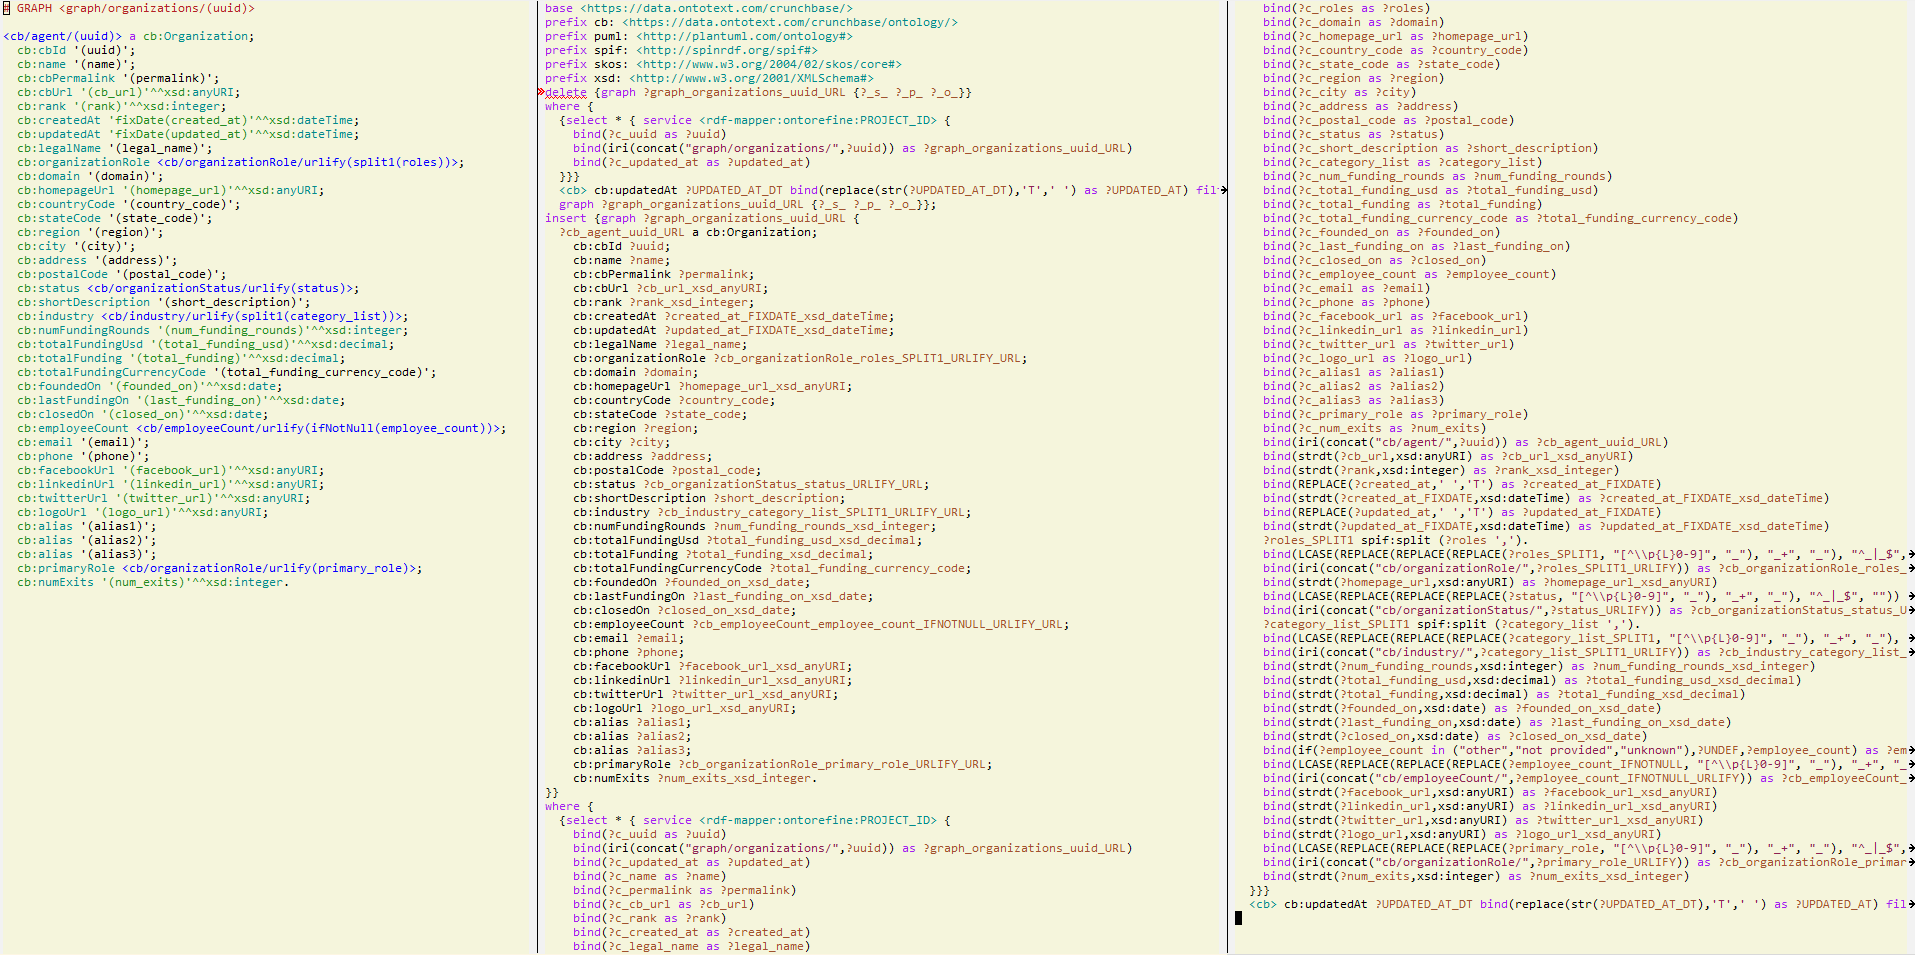 # GRAPH <graph/organizations/(uuid)>
<cb/agent/(uuid)> a cb:Organization;
  cb:cbId '(uuid)';
  cb:name '(name)';
  cb:cbPermalink '(permalink)';
  cb:cbUrl '(cb_url)'^^xsd:anyURI;
  cb:rank '(rank)'^^xsd:integer;
  cb:createdAt 'fixDate(created_at)'^^xsd:dateTime;
  cb:updatedAt 'fixDate(updated_at)'^^xsd:dateTime;
  cb:legalName '(legal_name)';
  cb:organizationRole <cb/organizationRole/urlify(split1(roles))>;
  cb:domain '(domain)';
  cb:homepageUrl '(homepage_url)'^^xsd:anyURI;
  cb:countryCode '(country_code)';
  cb:stateCode '(state_code)';
  cb:region '(region)';
  cb:city '(city)';
  cb:address '(address)';
  cb:postalCode '(postal_code)';
  cb:status <cb/organizationStatus/urlify(status)>;
  cb:shortDescription '(short_description)';
  cb:industry <cb/industry/urlify(split1(category_list))>;
  cb:numFundingRounds '(num_funding_rounds)'^^xsd:integer;
  cb:totalFundingUsd '(total_funding_usd)'^^xsd:decimal;
  cb:totalFunding '(total_funding)'^^xsd:decimal;
  cb:totalFundingCurrencyCode '(total_funding_currency_code)';
  cb:foundedOn '(founded_on)'^^xsd:date;
  cb:lastFundingOn '(last_funding_on)'^^xsd:date;
  cb:closedOn '(closed_on)'^^xsd:date;
  cb:employeeCount <cb/employeeCount/urlify(ifNotNull(employee_count))>;
  cb:email '(email)';
  cb:phone '(phone)';
  cb:facebookUrl '(facebook_url)'^^xsd:anyURI;
  cb:linkedinUrl '(linkedin_url)'^^xsd:anyURI;
  cb:twitterUrl '(twitter_url)'^^xsd:anyURI;
  cb:logoUrl '(logo_url)'^^xsd:anyURI;
  cb:alias '(alias1)';
  cb:alias '(alias2)';
  cb:alias '(alias3)';
  cb:primaryRole <cb/organizationRole/urlify(primary_role)>;
  cb:numExits '(num_exits)'^^xsd:integer.
base <https://data.ontotext.com/crunchbase/>
prefix cb: <https://data.ontotext.com/crunchbase/ontology/>
prefix puml: <http://plantuml.com/ontology#>
prefix spif: <http://spinrdf.org/spif#>
prefix skos: <http://www.w3.org/2004/02/skos/core#>
prefix xsd: <http://www.w3.org/2001/XMLSchema#>
delete {graph ?graph_organizations_uuid_URL {?_s_ ?_p_ ?_o_}}
where {
  {select * { service <rdf-mapper:ontorefine:PROJECT_ID> {
    bind(?c_uuid as ?uuid)
    bind(iri(concat("graph/organizations/",?uuid)) as ?graph_organizations_uuid_URL)
    bind(?c_updated_at as ?updated_at)
  }}}
  <cb> cb:updatedAt ?UPDATED_AT_DT bind(replace(str(?UPDATED_AT_DT),'T',' ') as ?UPDATED_AT) fil
  graph ?graph_organizations_uuid_URL {?_s_ ?_p_ ?_o_}};
insert {graph ?graph_organizations_uuid_URL {
  ?cb_agent_uuid_URL a cb:Organization;
    cb:cbId ?uuid;
    cb:name ?name;
    cb:cbPermalink ?permalink;
    cb:cbUrl ?cb_url_xsd_anyURI;
    cb:rank ?rank_xsd_integer;
    cb:createdAt ?created_at_FIXDATE_xsd_dateTime;
    cb:updatedAt ?updated_at_FIXDATE_xsd_dateTime;
    cb:legalName ?legal_name;
    cb:organizationRole ?cb_organizationRole_roles_SPLIT1_URLIFY_URL;
    cb:domain ?domain;
    cb:homepageUrl ?homepage_url_xsd_anyURI;
    cb:countryCode ?country_code;
    cb:stateCode ?state_code;
    cb:region ?region;
    cb:city ?city;
    cb:address ?address;
    cb:postalCode ?postal_code;
    cb:status ?cb_organizationStatus_status_URLIFY_URL;
    cb:shortDescription ?short_description;
    cb:industry ?cb_industry_category_list_SPLIT1_URLIFY_URL;
    cb:numFundingRounds ?num_funding_rounds_xsd_integer;
    cb:totalFundingUsd ?total_funding_usd_xsd_decimal;
    cb:totalFunding ?total_funding_xsd_decimal;
    cb:totalFundingCurrencyCode ?total_funding_currency_code;
    cb:foundedOn ?founded_on_xsd_date;
    cb:lastFundingOn ?last_funding_on_xsd_date;
    cb:closedOn ?closed_on_xsd_date;
    cb:employeeCount ?cb_employeeCount_employee_count_IFNOTNULL_URLIFY_URL;
    cb:email ?email;
    cb:phone ?phone;
    cb:facebookUrl ?facebook_url_xsd_anyURI;
    cb:linkedinUrl ?linkedin_url_xsd_anyURI;
    cb:twitterUrl ?twitter_url_xsd_anyURI;
    cb:logoUrl ?logo_url_xsd_anyURI;
    cb:alias ?alias1;
    cb:alias ?alias2;
    cb:alias ?alias3;
    cb:primaryRole ?cb_organizationRole_primary_role_URLIFY_URL;
    cb:numExits ?num_exits_xsd_integer.
}}
where {
  {select * { service <rdf-mapper:ontorefine:PROJECT_ID> {
    bind(?c_uuid as ?uuid)
    bind(iri(concat("graph/organizations/",?uuid)) as ?graph_organizations_uuid_URL)
    bind(?c_updated_at as ?updated_at)
    bind(?c_name as ?name)
    bind(?c_permalink as ?permalink)
    bind(?c_cb_url as ?cb_url)
    bind(?c_rank as ?rank)
    bind(?c_created_at as ?created_at)
    bind(?c_legal_name as ?legal_name)
    bind(?c_roles as ?roles)
    bind(?c_domain as ?domain)
    bind(?c_homepage_url as ?homepage_url)
    bind(?c_country_code as ?country_code)
    bind(?c_state_code as ?state_code)
    bind(?c_region as ?region)
    bind(?c_city as ?city)
    bind(?c_address as ?address)
    bind(?c_postal_code as ?postal_code)
    bind(?c_status as ?status)
    bind(?c_short_description as ?short_description)
    bind(?c_category_list as ?category_list)
    bind(?c_num_funding_rounds as ?num_funding_rounds)
    bind(?c_total_funding_usd as ?total_funding_usd)
    bind(?c_total_funding as ?total_funding)
    bind(?c_total_funding_currency_code as ?total_funding_currency_code)
    bind(?c_founded_on as ?founded_on)
    bind(?c_last_funding_on as ?last_funding_on)
    bind(?c_closed_on as ?closed_on)
    bind(?c_employee_count as ?employee_count)
    bind(?c_email as ?email)
    bind(?c_phone as ?phone)
    bind(?c_facebook_url as ?facebook_url)
    bind(?c_linkedin_url as ?linkedin_url)
    bind(?c_twitter_url as ?twitter_url)
    bind(?c_logo_url as ?logo_url)
    bind(?c_alias1 as ?alias1)
    bind(?c_alias2 as ?alias2)
    bind(?c_alias3 as ?alias3)
    bind(?c_primary_role as ?primary_role)
    bind(?c_num_exits as ?num_exits)
    bind(iri(concat("cb/agent/",?uuid)) as ?cb_agent_uuid_URL)
    bind(strdt(?cb_url,xsd:anyURI) as ?cb_url_xsd_anyURI)
    bind(strdt(?rank,xsd:integer) as ?rank_xsd_integer)
    bind(REPLACE(?created_at,' ','T') as ?created_at_FIXDATE)
    bind(strdt(?created_at_FIXDATE,xsd:dateTime) as ?created_at_FIXDATE_xsd_dateTime)
    bind(REPLACE(?updated_at,' ','T') as ?updated_at_FIXDATE)
    bind(strdt(?updated_at_FIXDATE,xsd:dateTime) as ?updated_at_FIXDATE_xsd_dateTime)
    ?roles_SPLIT1 spif:split (?roles ',').
    bind(LCASE(REPLACE(REPLACE(REPLACE(?roles_SPLIT1, "[^\\p{L}0-9]", "_"), "_+", "_"), "^_|_$",
    bind(iri(concat("cb/organizationRole/",?roles_SPLIT1_URLIFY)) as ?cb_organizationRole_roles_
    bind(strdt(?homepage_url,xsd:anyURI) as ?homepage_url_xsd_anyURI)
    bind(LCASE(REPLACE(REPLACE(REPLACE(?status, "[^\\p{L}0-9]", "_"), "_+", "_"), "^_|_$", ""))
    bind(iri(concat("cb/organizationStatus/",?status_URLIFY)) as ?cb_organizationStatus_status_U
    ?category_list_SPLIT1 spif:split (?category_list ',').
    bind(LCASE(REPLACE(REPLACE(REPLACE(?category_list_SPLIT1, "[^\\p{L}0-9]", "_"), "_+", "_"),
    bind(iri(concat("cb/industry/",?category_list_SPLIT1_URLIFY)) as ?cb_industry_category_list_
    bind(strdt(?num_funding_rounds,xsd:integer) as ?num_funding_rounds_xsd_integer)
    bind(strdt(?total_funding_usd,xsd:decimal) as ?total_funding_usd_xsd_decimal)
    bind(strdt(?total_funding,xsd:decimal) as ?total_funding_xsd_decimal)
    bind(strdt(?founded_on,xsd:date) as ?founded_on_xsd_date)
    bind(strdt(?last_funding_on,xsd:date) as ?last_funding_on_xsd_date)
    bind(strdt(?closed_on,xsd:date) as ?closed_on_xsd_date)
    bind(if(?employee_count in ("other","not provided","unknown"),?UNDEF,?employee_count) as ?em
    bind(LCASE(REPLACE(REPLACE(REPLACE(?employee_count_IFNOTNULL, "[^\\p{L}0-9]", "_"), "_+", "_
    bind(iri(concat("cb/employeeCount/",?employee_count_IFNOTNULL_URLIFY)) as ?cb_employeeCount_
    bind(strdt(?facebook_url,xsd:anyURI) as ?facebook_url_xsd_anyURI)
    bind(strdt(?linkedin_url,xsd:anyURI) as ?linkedin_url_xsd_anyURI)
    bind(strdt(?twitter_url,xsd:anyURI) as ?twitter_url_xsd_anyURI)
    bind(strdt(?logo_url,xsd:anyURI) as ?logo_url_xsd_anyURI)
    bind(LCASE(REPLACE(REPLACE(REPLACE(?primary_role, "[^\\p{L}0-9]", "_"), "_+", "_"), "^_|_$",
    bind(iri(concat("cb/organizationRole/",?primary_role_URLIFY)) as ?cb_organizationRole_primar
    bind(strdt(?num_exits,xsd:integer) as ?num_exits_xsd_integer)
  }}}
  <cb> cb:updatedAt ?UPDATED_AT_DT bind(replace(str(?UPDATED_AT_DT),'T',' ') as ?UPDATED_AT) fil